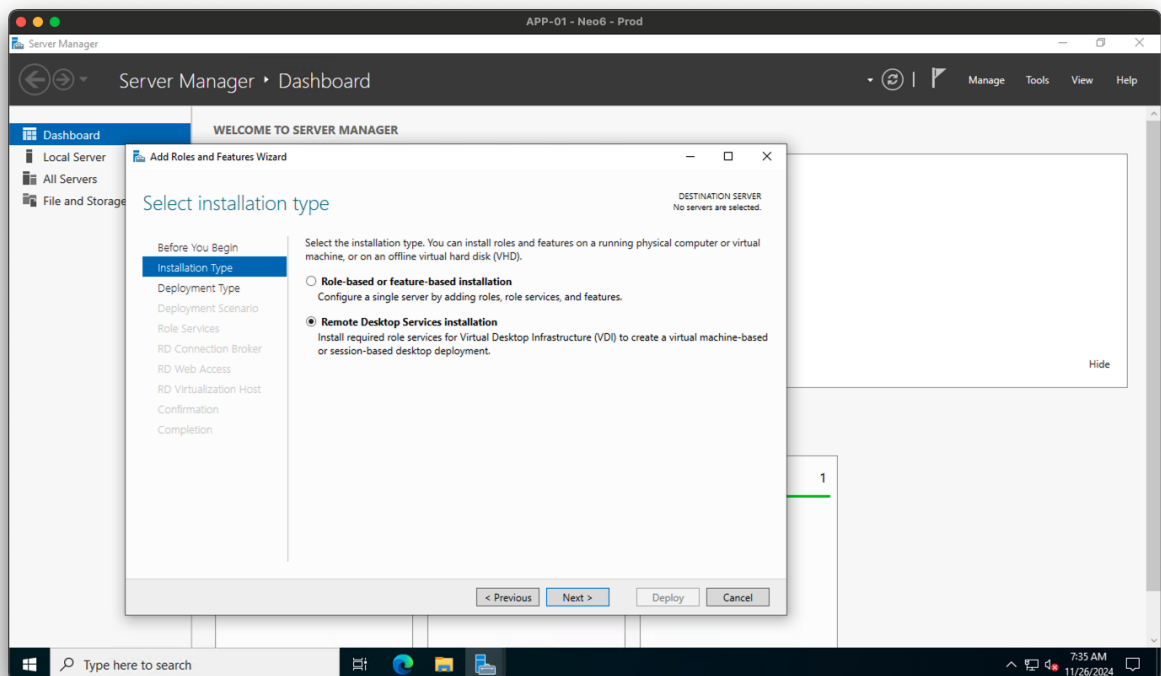 APP-01 - Neo6 - Prod
Server Manager
Server Manager ‣ Dashboard
Manage Tools View Help
Dashboard
Local Server
All Servers
File and Storage
WELCOME TO SERVER MANAGER
Add Roles and Features Wizard
Select installation type
DESTINATION SERVER
No servers are selected.
Before You Begin
Installation Type
Deployment Type
Deployment Scenario
Role Services
RD Connection Broker
RD Web Access
RD Virtualization Host
Confirmation
Completion
Select the installation type. You can install roles and features on a running physical computer or virtual
machine, or on an offline virtual hard disk (VHD).
Role-based or feature-based installation
Configure a single server by adding roles, role services, and features.
Remote Desktop Services installation
Install required role services for Virtual Desktop Infrastructure (VDI) to create a virtual machine-based
or session-based desktop deployment.
< Previous Next > Deploy Cancel
Hide
1
Type here to search
7:35 AM
11/26/2024